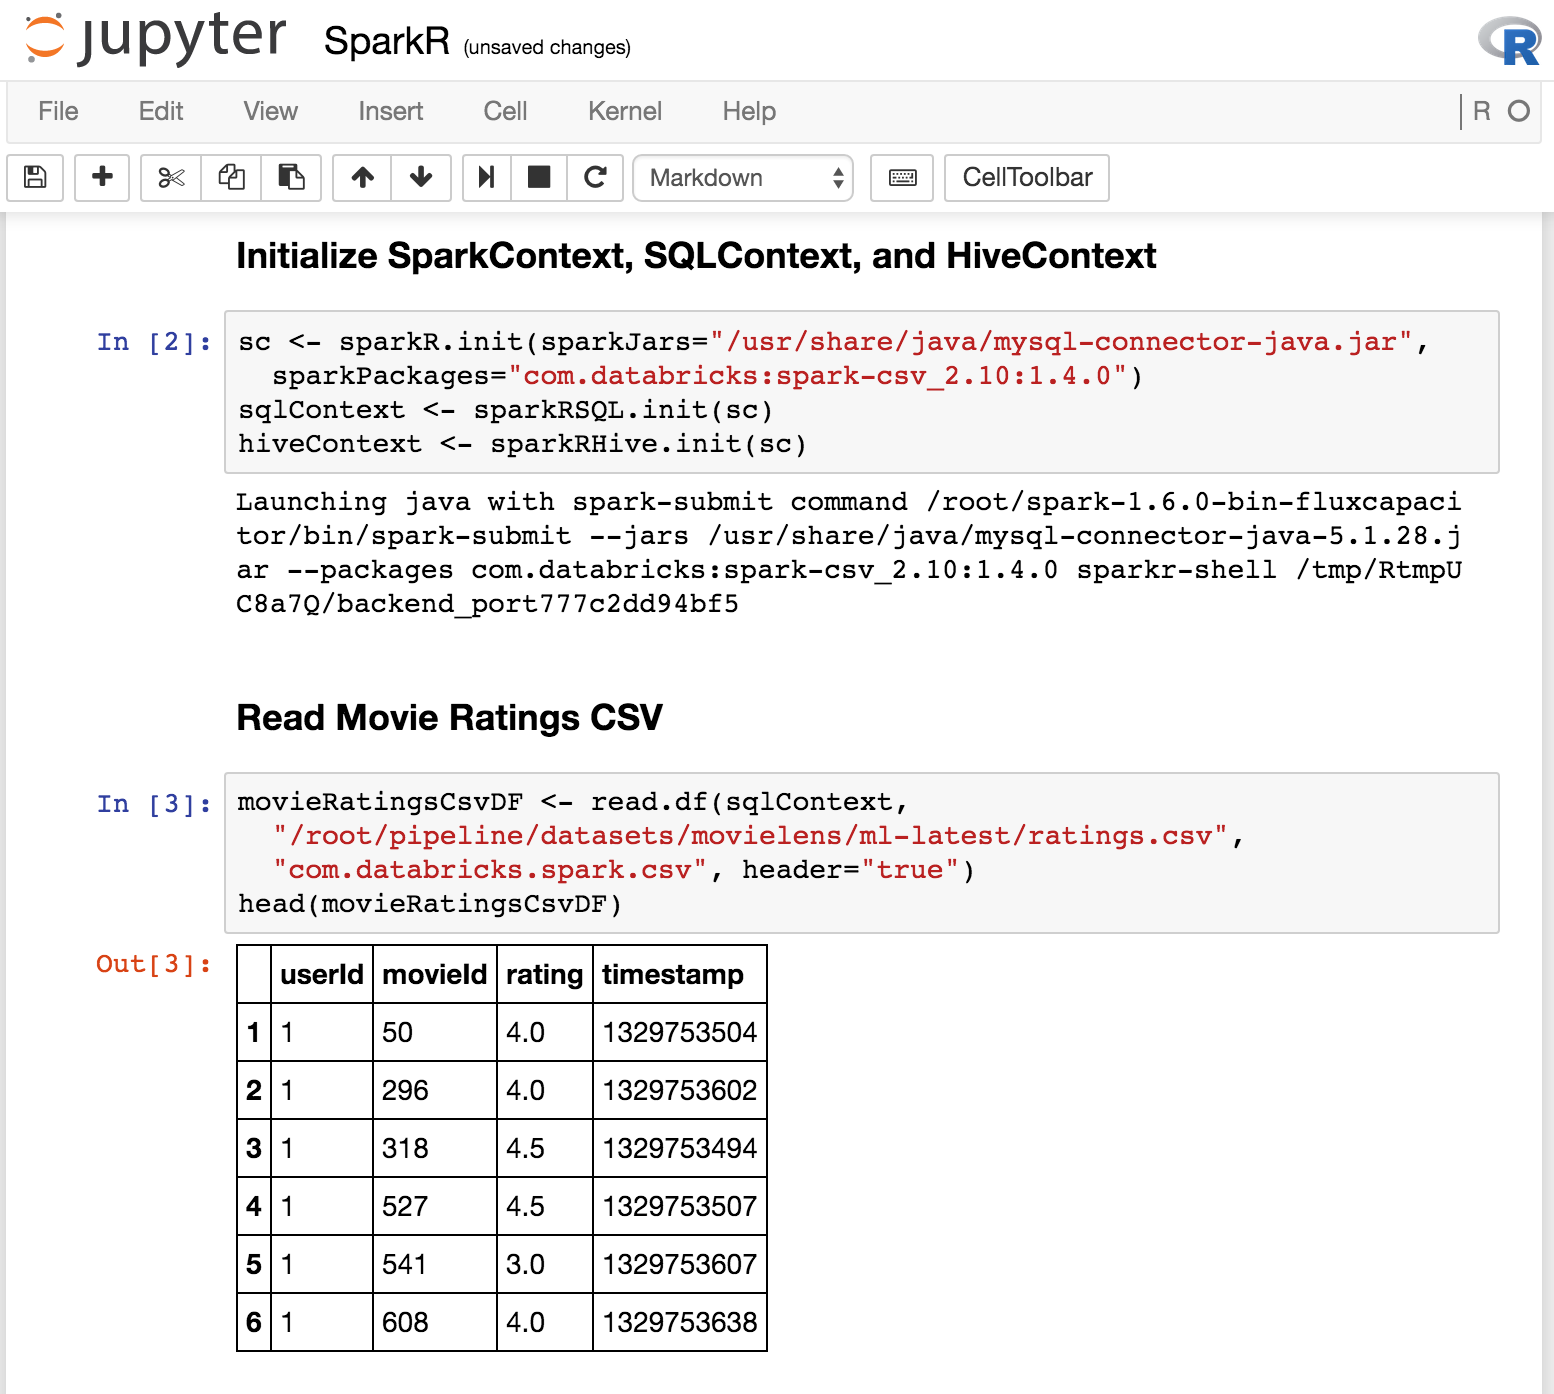 jupyter SparkR (unsaved changes) R
File Edit View Insert Cell Kernel Help R
Markdown CellToolbar
Initialize SparkContext, SQLContext, and HiveContext
In [2]: sc <- sparkR.init(sparkJars="/usr/share/java/mysql-connector-java.jar",
sparkPackages="com.databricks:spark-csv_2.10:1.4.0")
sqlContext <- sparkRSQL.init(sc)
hiveContext <- sparkRHive.init(sc)
Launching java with spark-submit command /root/spark-1.6.0-bin-fluxcapaci
tor/bin/spark-submit --jars /usr/share/java/mysql-connector-java-5.1.28.j
ar --packages com.databricks:spark-csv_2.10:1.4.0 sparkr-shell /tmp/RtmpU
C8a7Q/backend_port777c2dd94bf5
Read Movie Ratings CSV
In [3]: movieRatingsCsvDF <- read.df(sqlContext,
"/root/pipeline/datasets/movielens/ml-latest/ratings.csv",
"com.databricks.spark.csv", header="true")
head(movieRatingsCsvDF)
Out[3]:
userId movieId rating timestamp
1 1 50 4.0 1329753504
2 1 296 4.0 1329753602
3 1 318 4.5 1329753494
4 1 527 4.5 1329753507
5 1 541 3.0 1329753607
6 1 608 4.0 1329753638